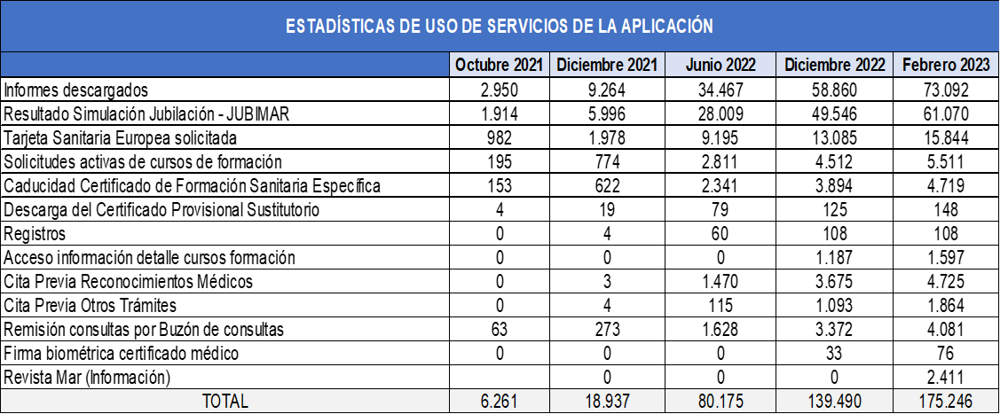 ESTADÍSTICAS DE USO DE SERVICIOS DE LA APLICACIÓN
Octubre 2021 Diciembre 2021 Junio 2022 Diciembre 2022 Febrero 2023
Informes descargados 2.950 9.264 34.467 58.860 73.092
Resultado Simulación Jubilación - JUBIMAR 1.914 5.996 28.009 49.546 61.070
Tarjeta Sanitaria Europea solicitada 982 1.978 9.195 13.085 15.844
Solicitudes activas de cursos de formación 195 774 2.811 4.512 5.511
Caducidad Certificado de Formación Sanitaria Específica 153 622 2.341 3.894 4.719
Descarga del Certificado Provisional Sustitutorio 4 19 79 125 148
Registros 0 4 60 108 108
Acceso información detalle cursos formación 0 0 0 1.187 1.597
Cita Previa Reconocimientos Médicos 0 3 1.470 3.675 4.725
Cita Previa Otros Trámites 0 4 115 1.093 1.864
Remisión consultas por Buzón de consultas 63 273 1.628 3.372 4.081
Firma biométrica certificado médico 0 0 0 33 76
Revista Mar (Información) 0 0 0 2.411
TOTAL 6.261 18.937 80.175 139.490 175.246